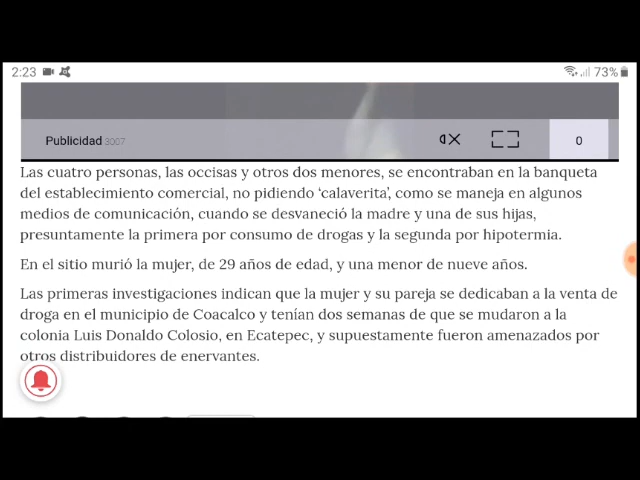 2:23 73%
Publicidad 3007 0
Las cuatro personas, las occisas y otros dos menores, se encontraban en la banqueta
del establecimiento comercial, no pidiendo ‘calaverita’, como se maneja en algunos
medios de comunicación, cuando se desvaneció la madre y una de sus hijas,
presuntamente la primera por consumo de drogas y la segunda por hipotermia.
En el sitio murió la mujer, de 29 años de edad, y una menor de nueve años.
Las primeras investigaciones indican que la mujer y su pareja se dedicaban a la venta de
droga en el municipio de Coacalco y tenían dos semanas de que se mudaron a la
colonia Luis Donaldo Colosio, en Ecatepec, y supuestamente fueron amenazados por
otros distribuidores de enervantes.